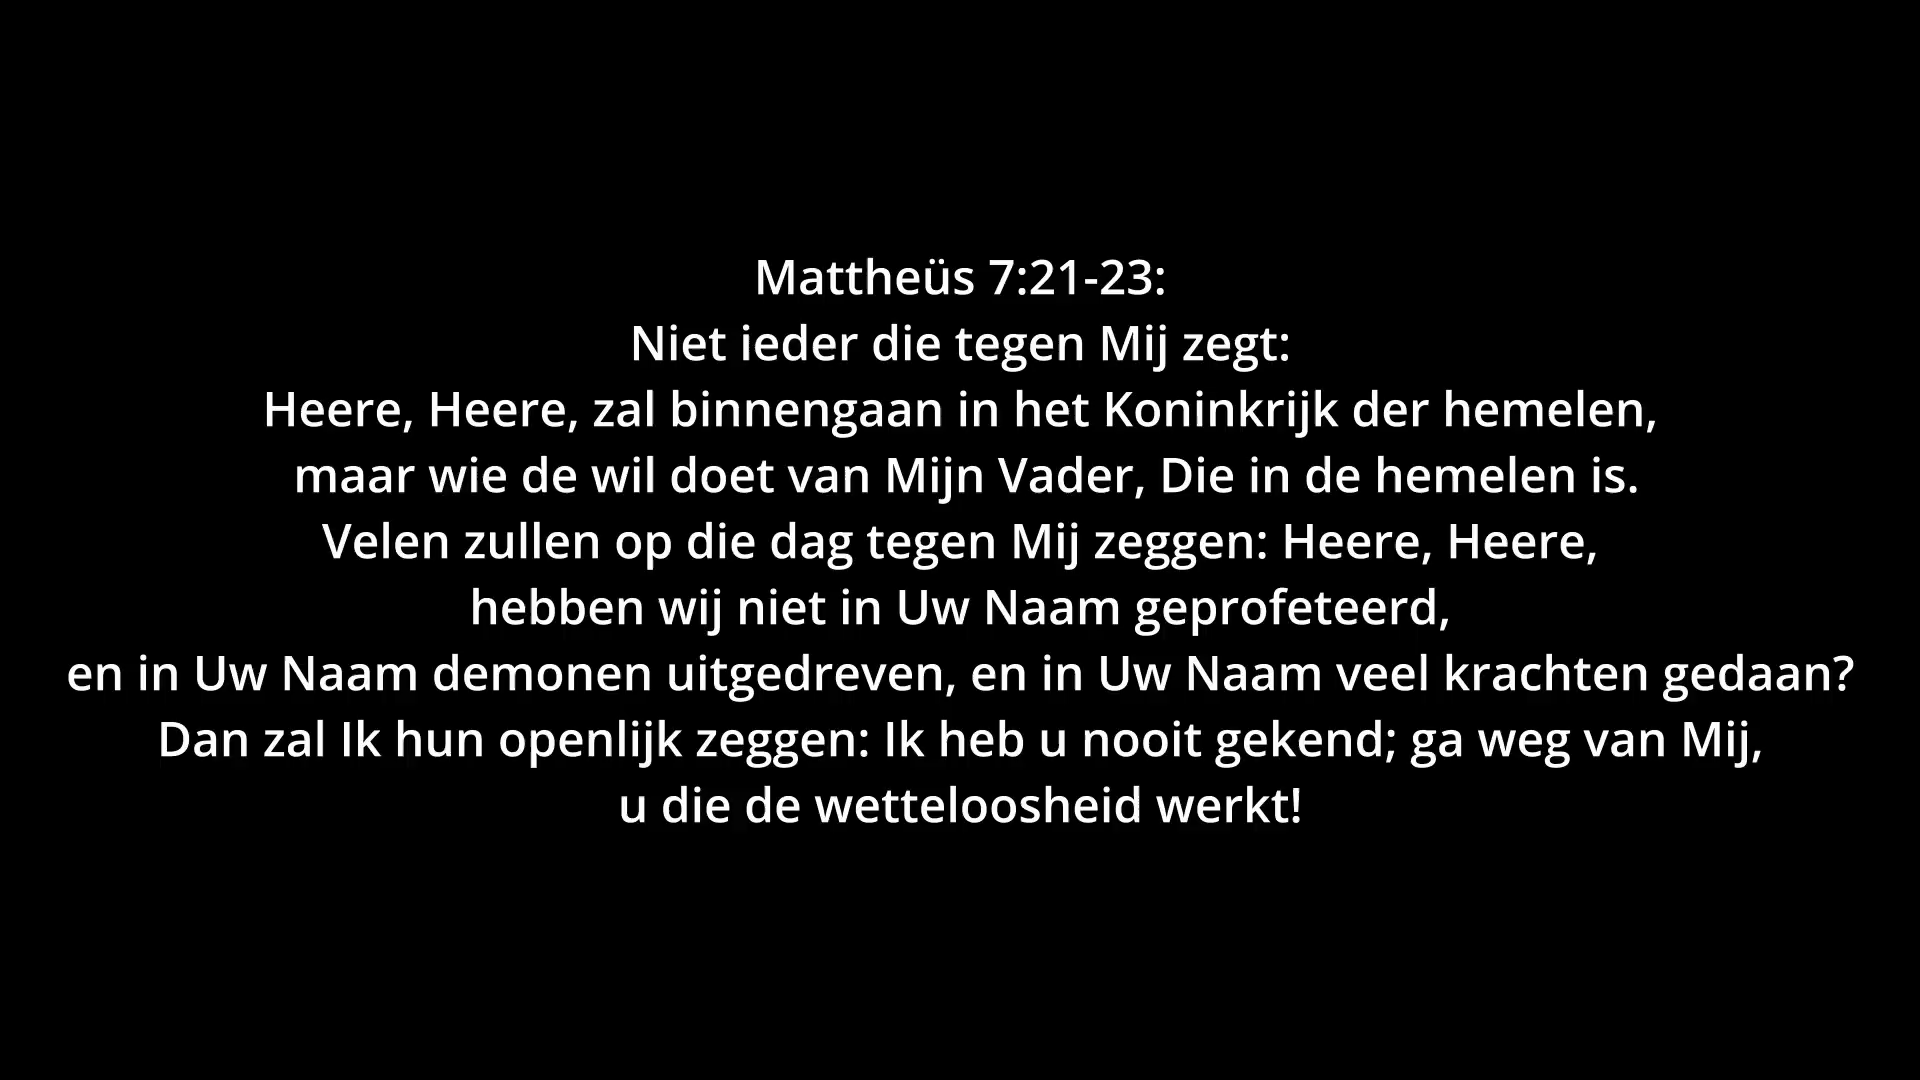 Mattheüs 7:21-23:
Niet ieder die tegen Mij zegt:
Heere, Heere, zal binnengaan in het Koninkrijk der hemelen,
maar wie de wil doet van Mijn Vader, Die in de hemelen is.
Velen zullen op die dag tegen Mij zeggen: Heere, Heere,
hebben wij niet in Uw Naam geprofeteerd,
en in Uw Naam demonen uitgedreven, en in Uw Naam veel krachten gedaan?
Dan zal Ik hun openlijk zeggen: Ik heb u nooit gekend; ga weg van Mij,
u die de wetteloosheid werkt!